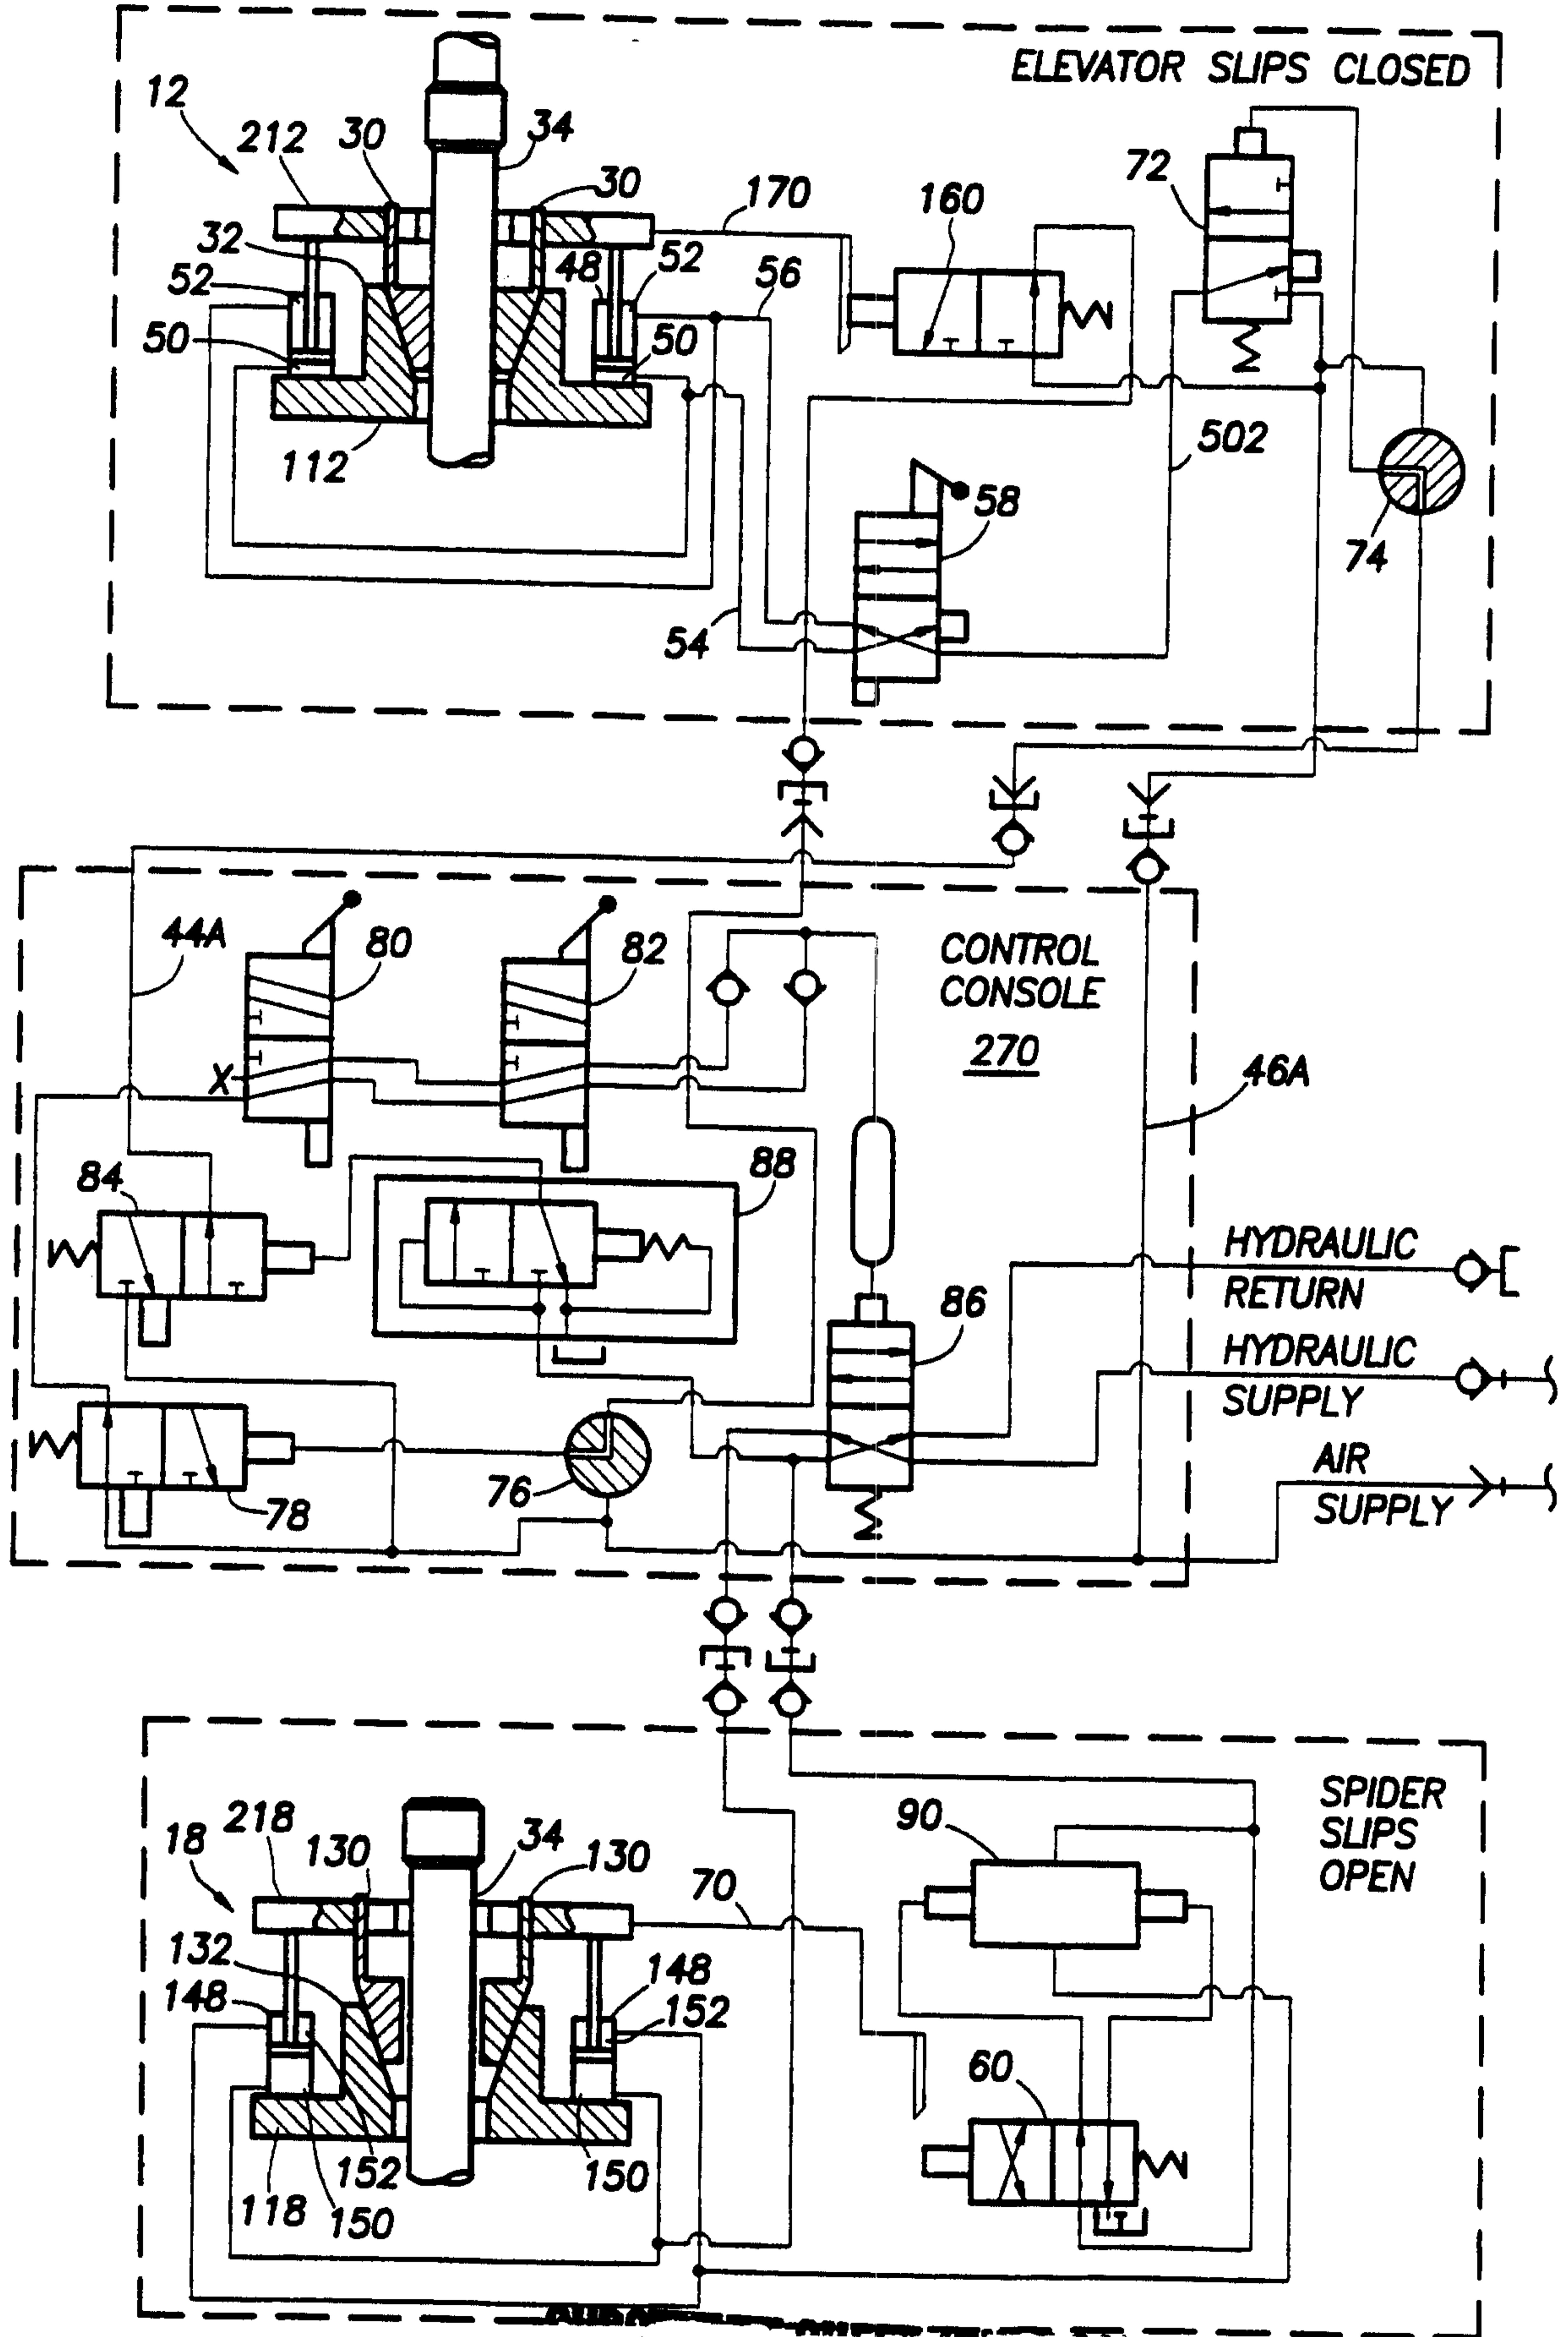 ELEVATOR SLIPS CLOSED
12
212
30
34
30
170
160
72
32
52
48
52
56
50
50
112
502
58
74
54
44A
80
82
CONTROL
CONSOLE
270
X
46A
84
88
HYDRAULIC
RETURN
86
HYDRAULIC
SUPPLY
AIR
SUPPLY
76
78
SPIDER
SLIPS
OPEN
90
218
18
130
34
130
70
132
148
148
152
60
152
150
118
150